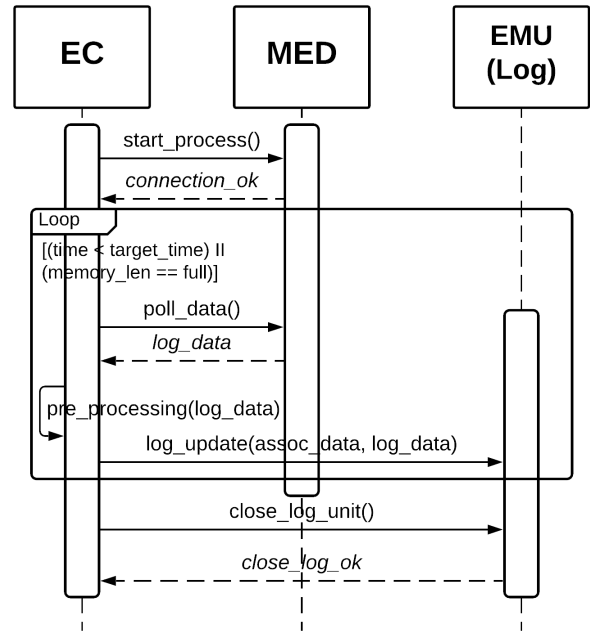 EC
MED
EMU
(Log)
start_process()
connection_ok
Loop
[(time < target_time) II
(memory_len == full)]
poll_data()
log_data
pre_processing(log_data)
log_update(assoc_data, log_data)
close_log_unit()
close_log_ok